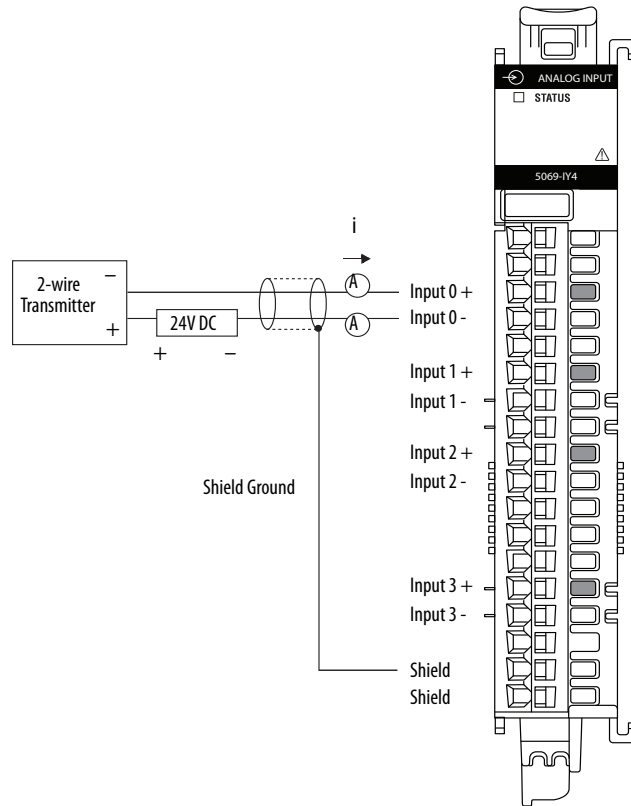 ANALOG INPUT
STATUS
5069-IY4
i
A
A
2-wire
Transmitter
−
+
24V DC
+ −
Input 0 +
Input 0 -
Input 1 +
Input 1 -
Input 2 +
Input 2 -
Shield Ground
Input 3 +
Input 3 -
Shield
Shield